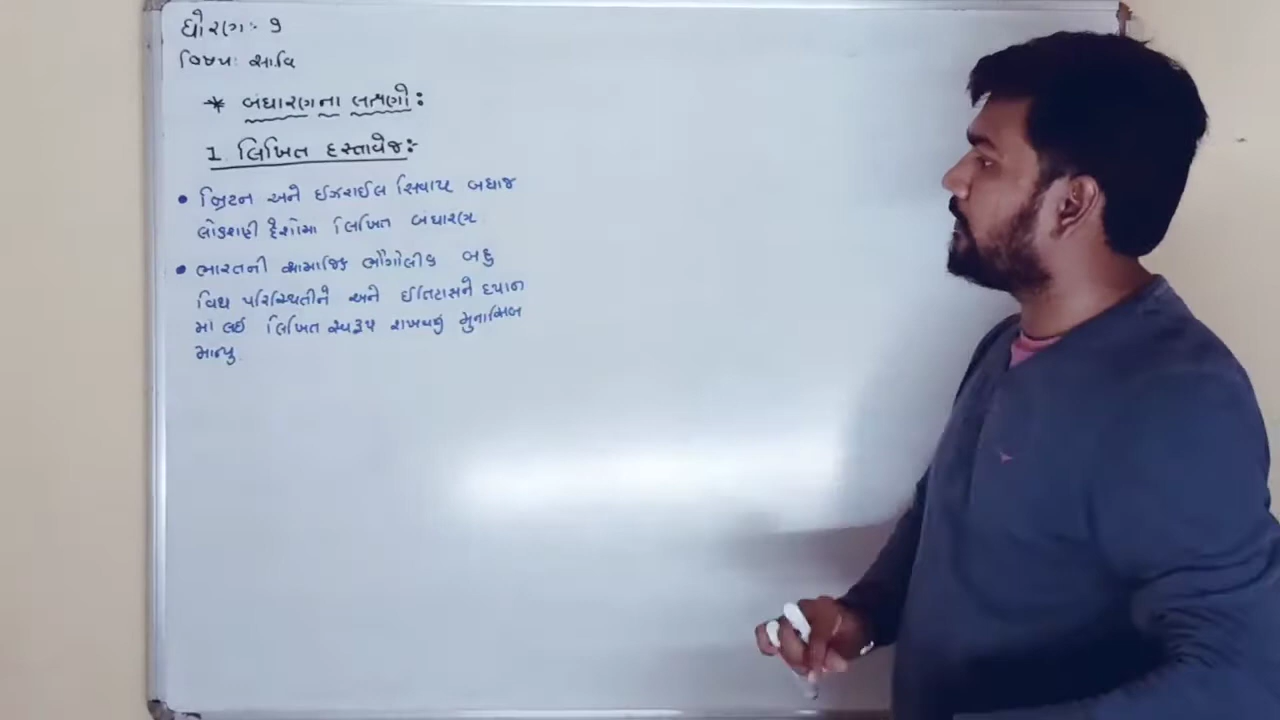 ધોરણ: 9
વિષય: સાવિ
* બંધારણના લક્ષણો:
1. લિખિત દસ્તાવેજ:
• બ્રિટન અને ઈઝરાઈલ સિવાય બધાજ
લોકશાહી દેશોમા લિખિત બંધારણ
• ભારતની સામાજિક ભૌગોલીક બહુ
વિધ પરિસ્થિતીને અને ઈતિહાસને ધ્યાન
માં લઈ લિખિત સ્વરૂપ રાખવાનું મુનાસિબ
માન્યુ.